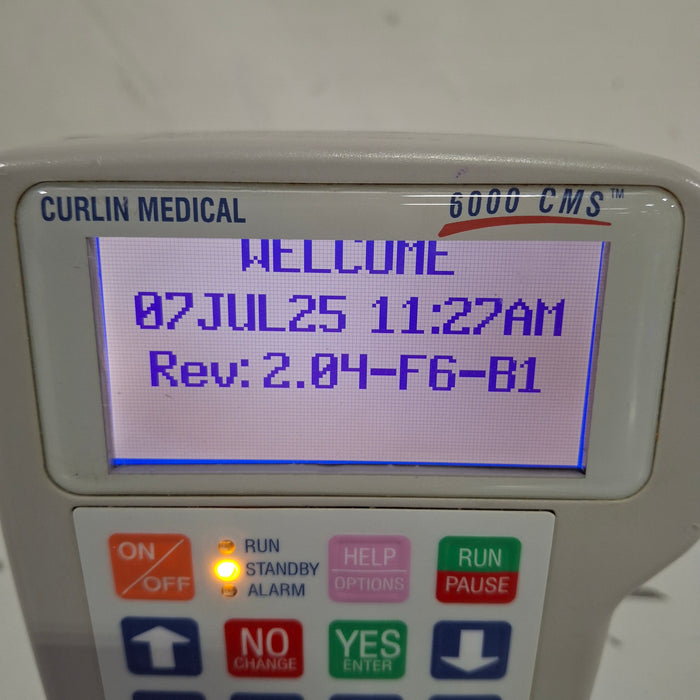 CURLIN MEDICAL
6000 CMS™
WELCOME
07JUL25 11:27AM
Rev: 2.04-F6-B1
ON/OFF
RUN
STANDBY
ALARM
HELP
OPTIONS
RUN
PAUSE
NO
CHANGE
YES
ENTER